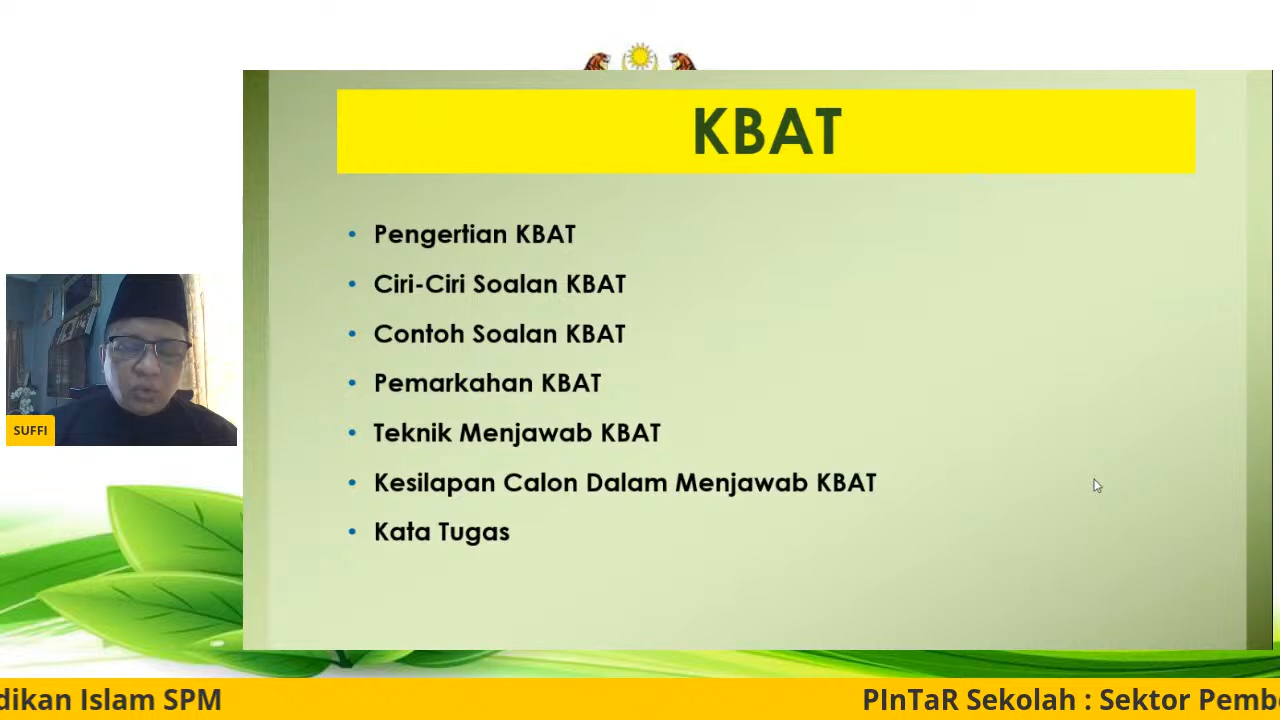 KBAT
• Pengertian KBAT
• Ciri-Ciri Soalan KBAT
• Contoh Soalan KBAT
• Pemarkahan KBAT
• Teknik Menjawab KBAT
• Kesilapan Calon Dalam Menjawab KBAT
• Kata Tugas
SUFFI
dikan Islam SPM
PInTaR Sekolah : Sektor Pembe